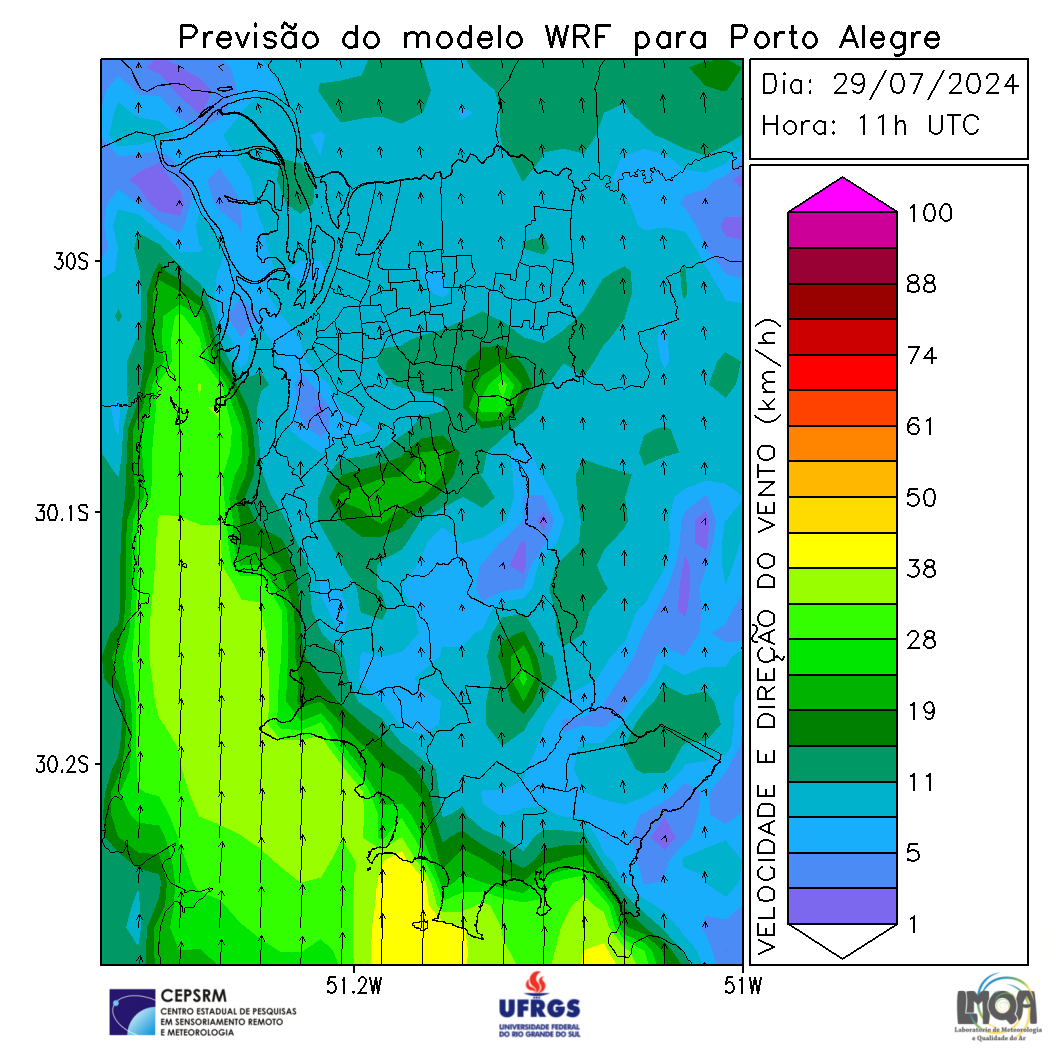 Previsão do modelo WRF para Porto Alegre
Dia: 29/07/2024
Hora: 11h UTC
30S
30.1S
30.2S
51.2W
51W
VELOCIDADE E DIREÇÃO DO VENTO (km/h)
100
88
74
61
50
38
28
19
11
5
1
CEPSRM
CENTRO ESTADUAL DE PESQUISAS
EM SENSORIAMENTO REMOTO
E METEOROLOGIA
UFRGS
UNIVERSIDADE FEDERAL
DO RIO GRANDE DO SUL
LMQA
Laboratório de Meteorologia
e Qualidade do Ar